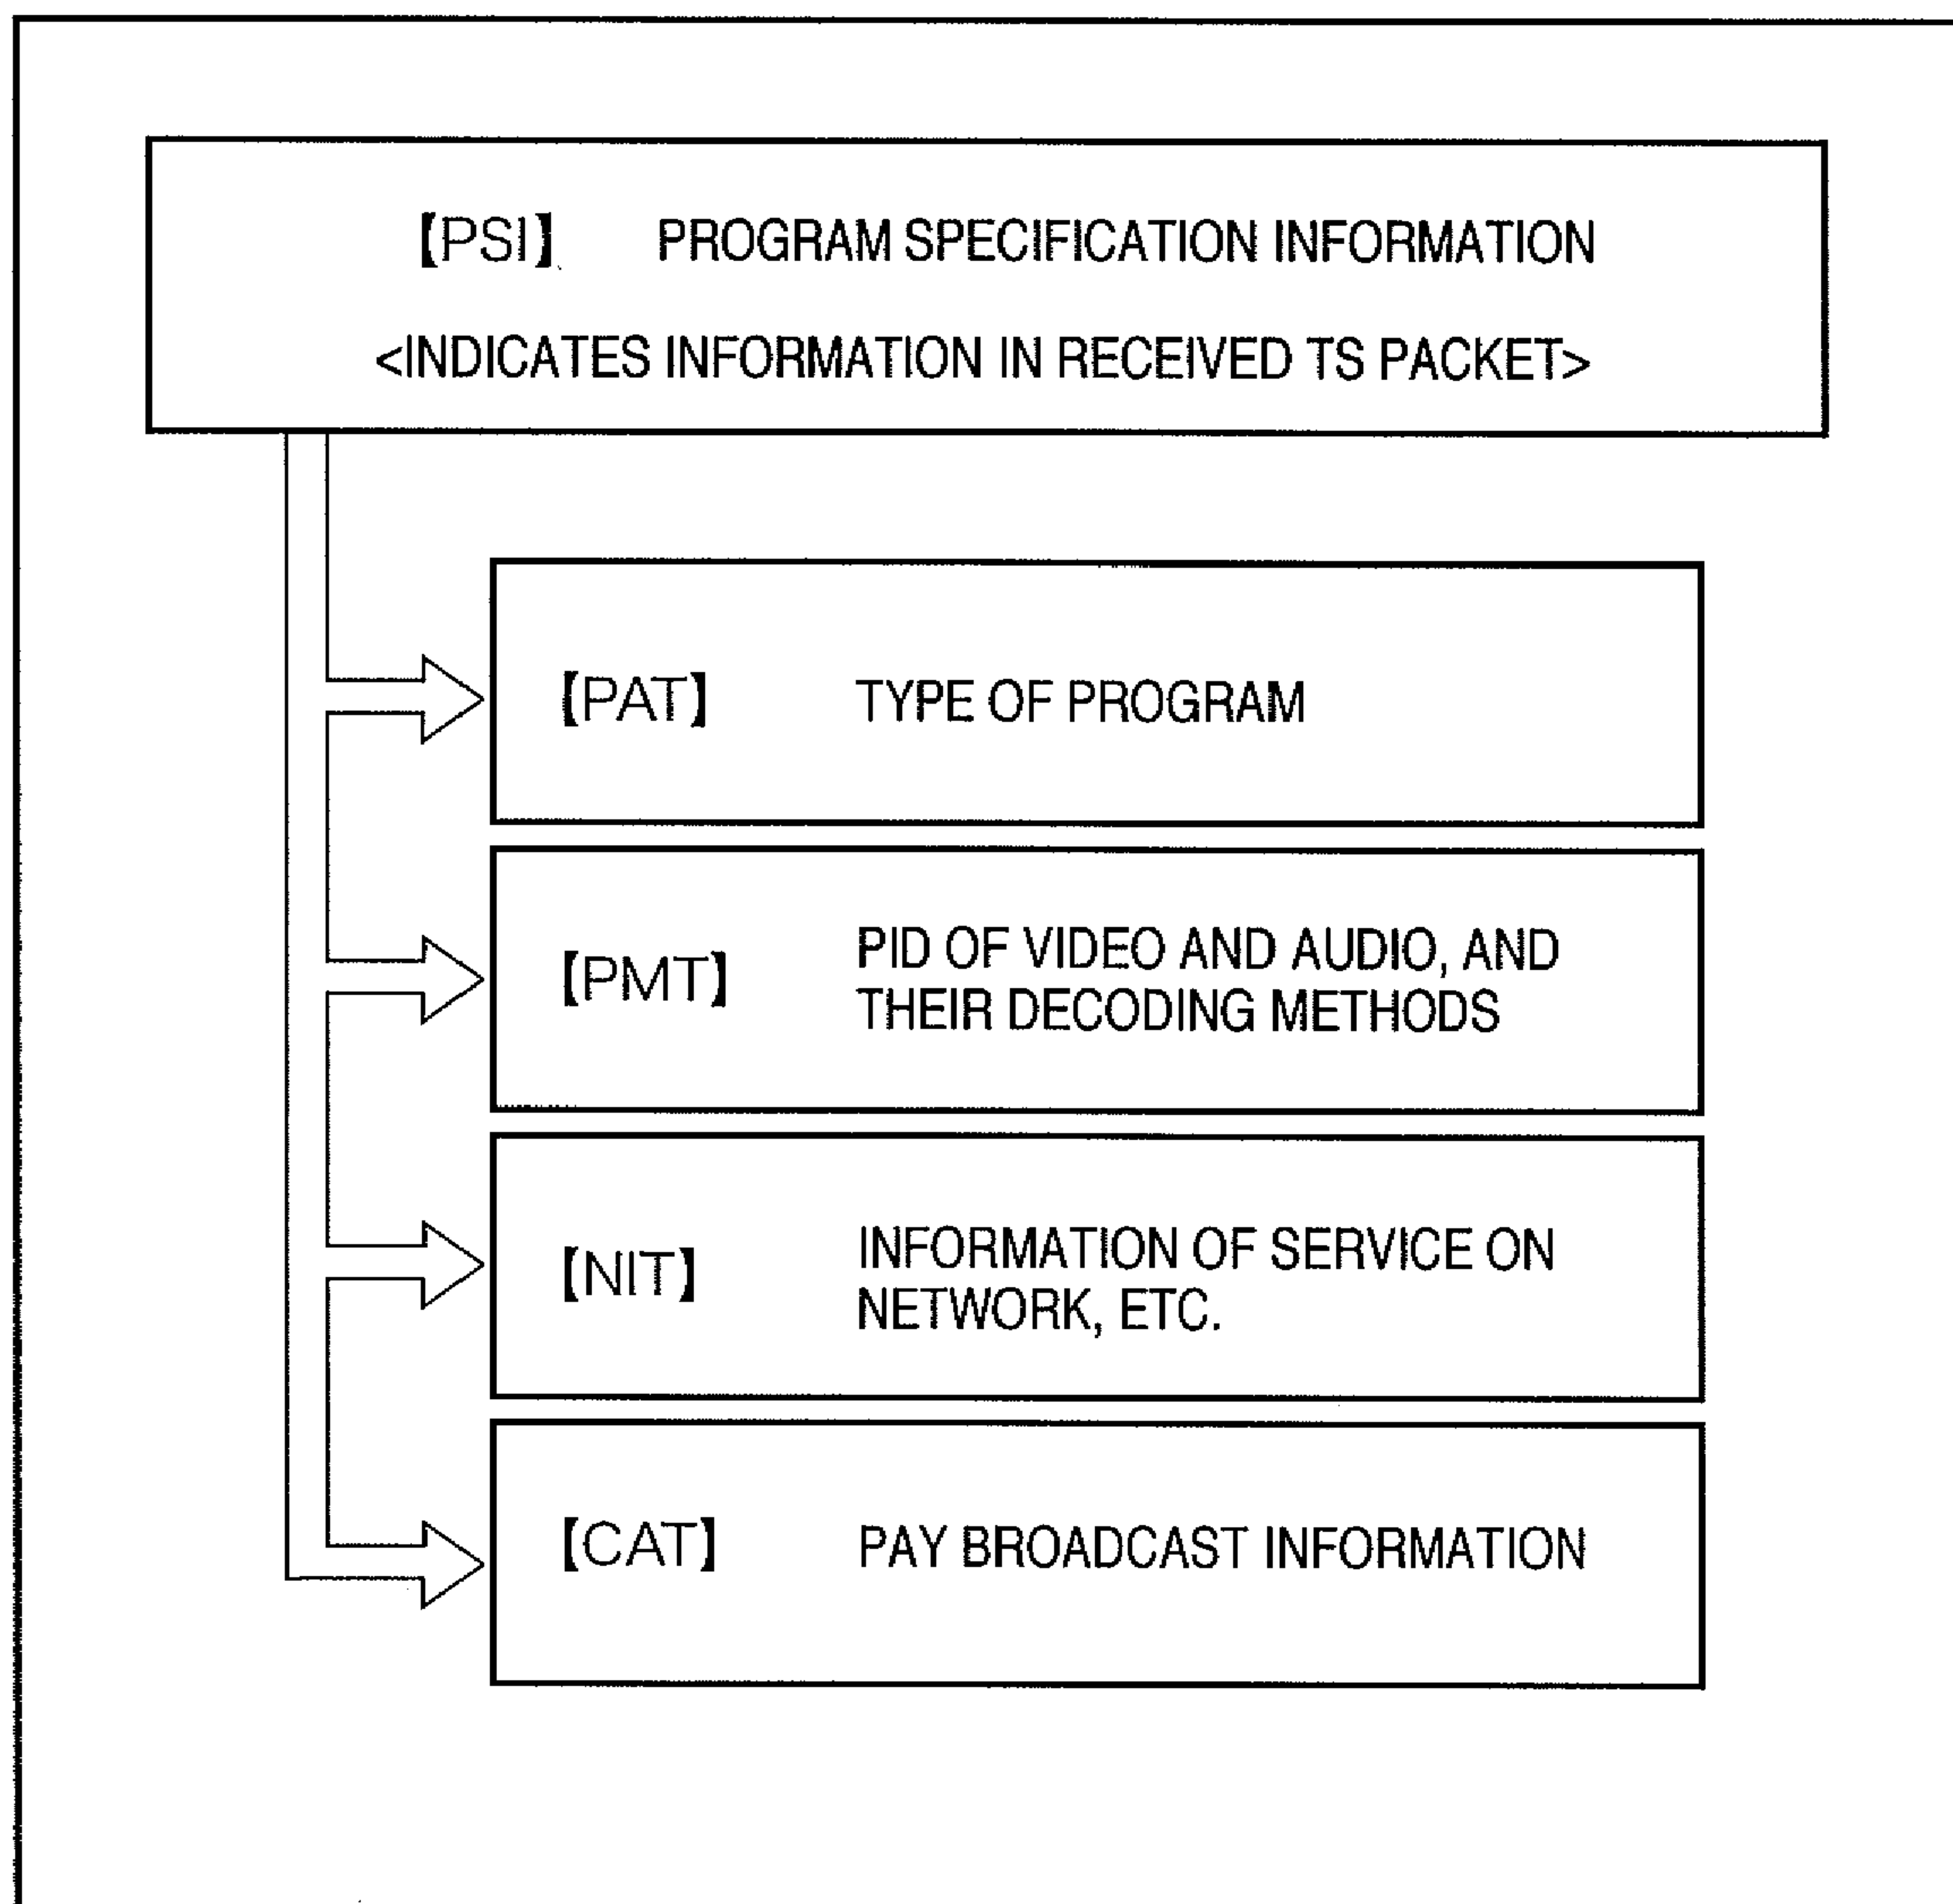 【PSI】 PROGRAM SPECIFICATION INFORMATION
<INDICATES INFORMATION IN RECEIVED TS PACKET>
【PAT】 TYPE OF PROGRAM
【PMT】 PID OF VIDEO AND AUDIO, AND
THEIR DECODING METHODS
【NIT】 INFORMATION OF SERVICE ON
NETWORK, ETC.
【CAT】 PAY BROADCAST INFORMATION